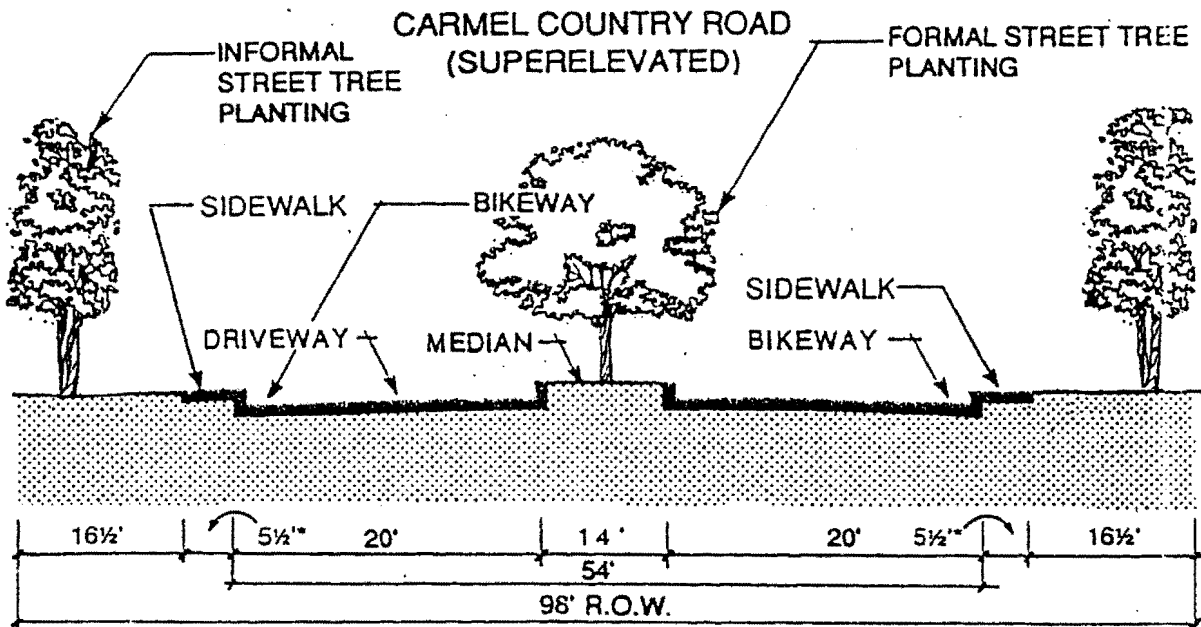 CARMEL COUNTRY ROAD
(SUPERELEVATED)
INFORMAL
STREET TREE
PLANTING
FORMAL STREET TREE
PLANTING
SIDEWALK
BIKEWAY
SIDEWALK
DRIVEWAY
MEDIAN
BIKEWAY
16½' 5½'* 20' 14' 20' 5½'* 16½'
54'
98' R.O.W.